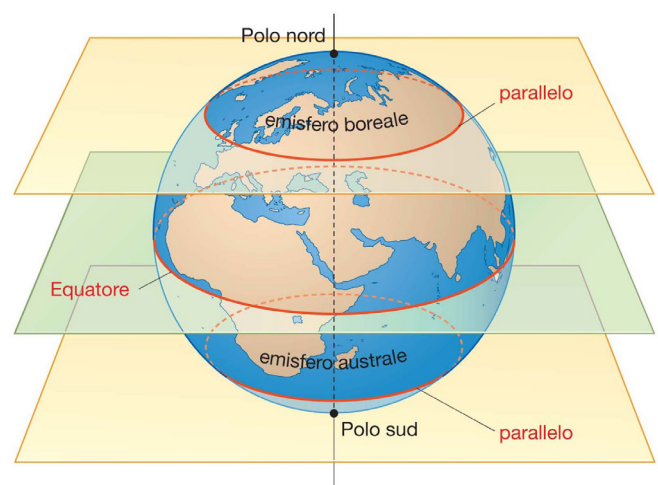 Polo nord
parallelo
emisfero boreale
Equatore
emisfero australe
Polo sud
parallelo